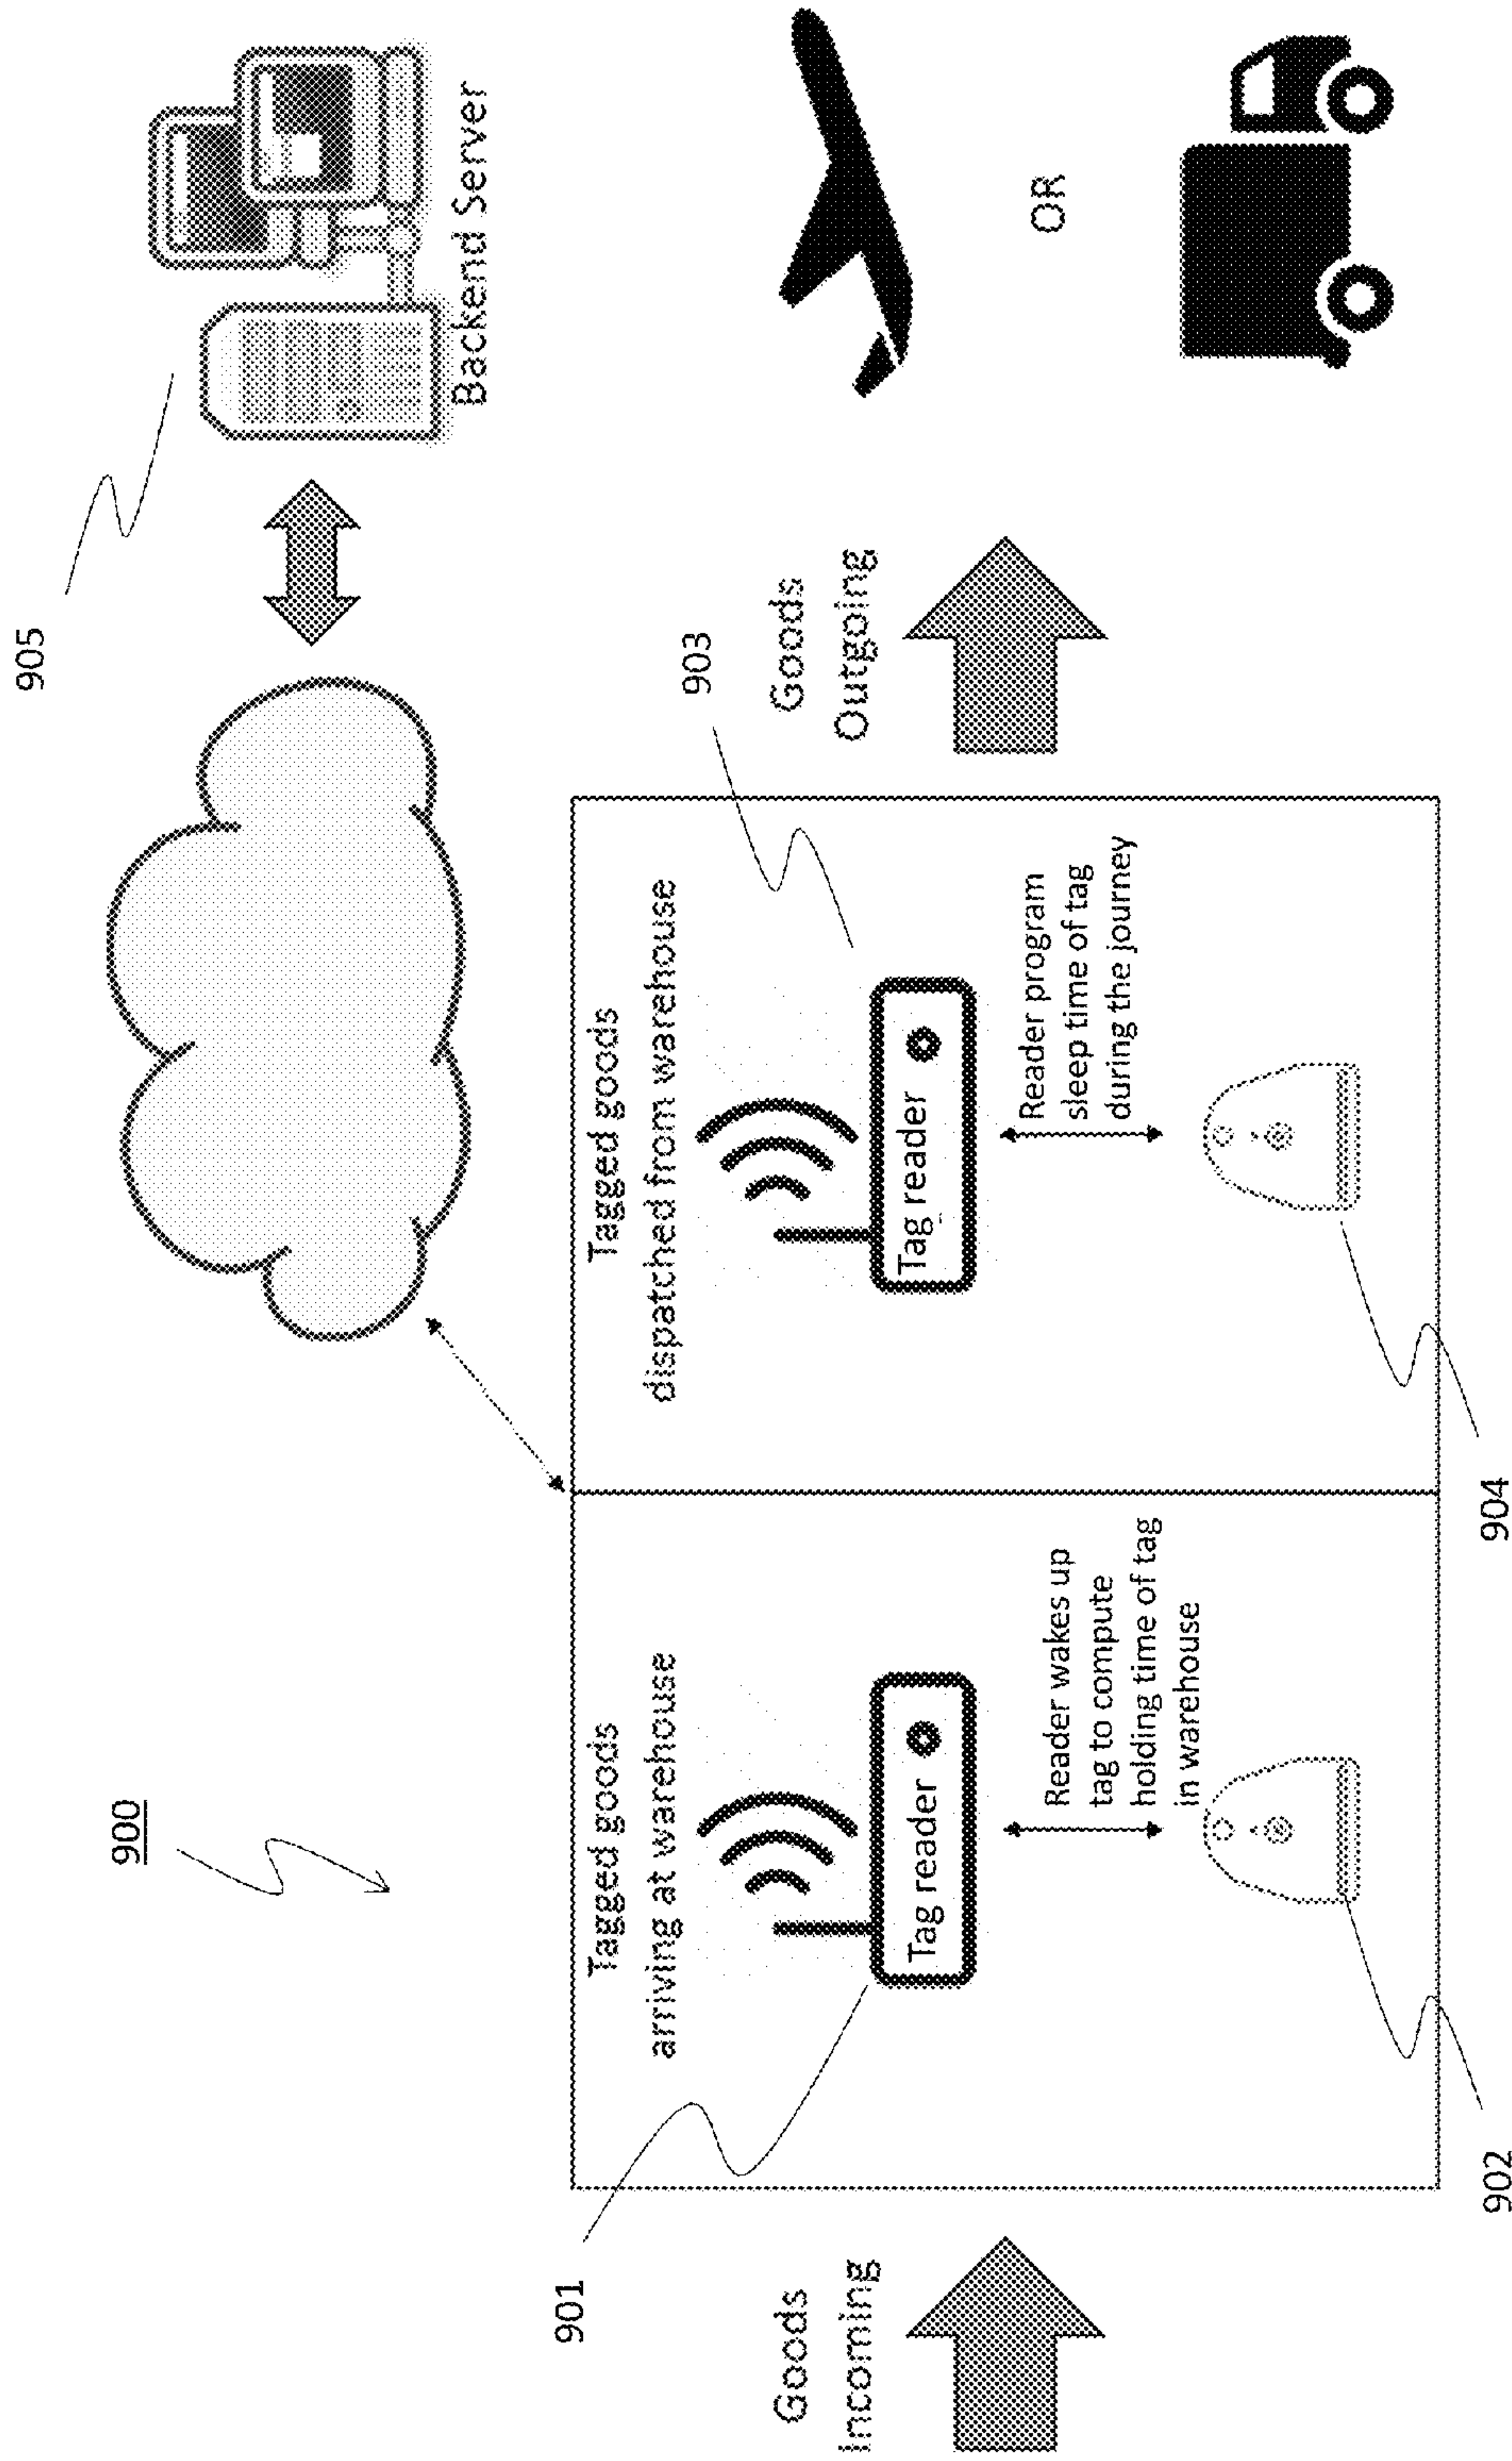 900
905
Backend Server
Goods
Incoming
901
Tagged goods
arriving at warehouse
Tag reader
Reader wakes up
tag to compute
holding time of tag
in warehouse
902
Tagged goods
dispatched from warehouse
903
Tag reader
Reader program
sleep time of tag
during the journey
904
Goods
Outgoing
OR